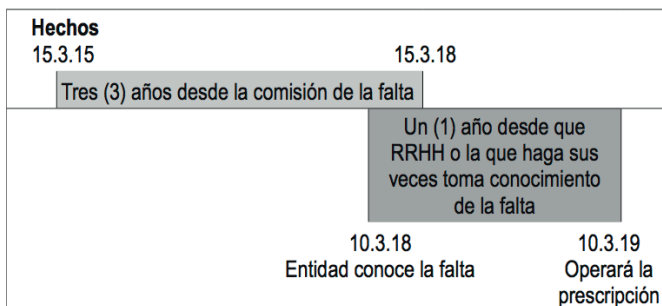 Hechos
15.3.15 15.3.18
Tres (3) años desde la comisión de la falta
Un (1) año desde que
RRHH o la que haga sus
veces toma conocimiento
de la falta
10.3.18 10.3.19
Entidad conoce la falta Operará la
prescripción